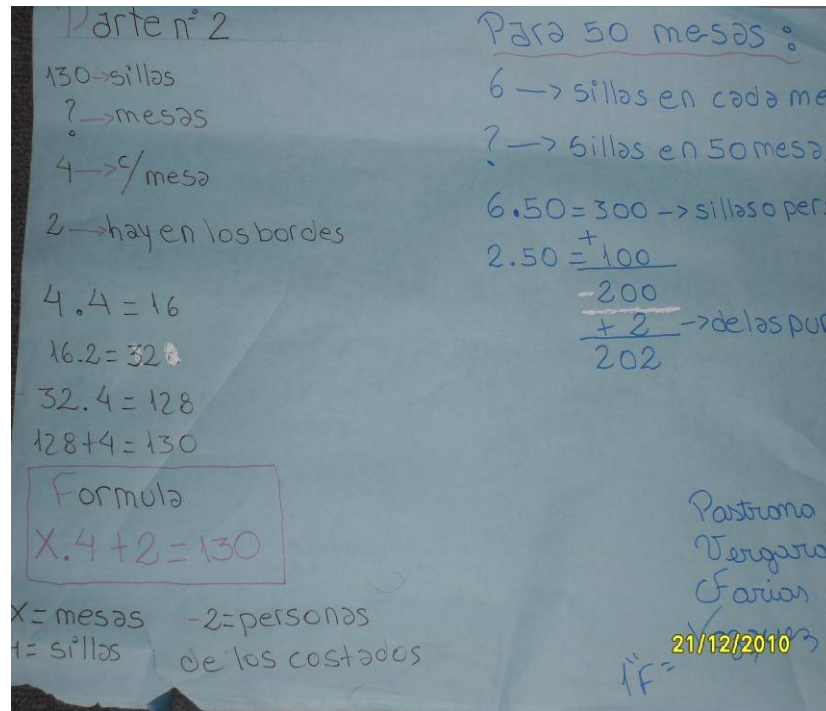 Parte n° 2
130->sillas
?->mesas
4->c/mesa
2->hay en los bordes
4.4=16
16.2=32
32.4=128
128+4=130
Formula
X.4+2=130
X=mesas -2=personas
4=sillas de los costados
Para 50 mesas:
6->sillas en cada me
?->sillas en 50 mesa
6.50=300->sillas o per
2.50=+100
-200
+2->de las pun
202
Pastrana
Vergara
Farias
21/12/2010
1"F"